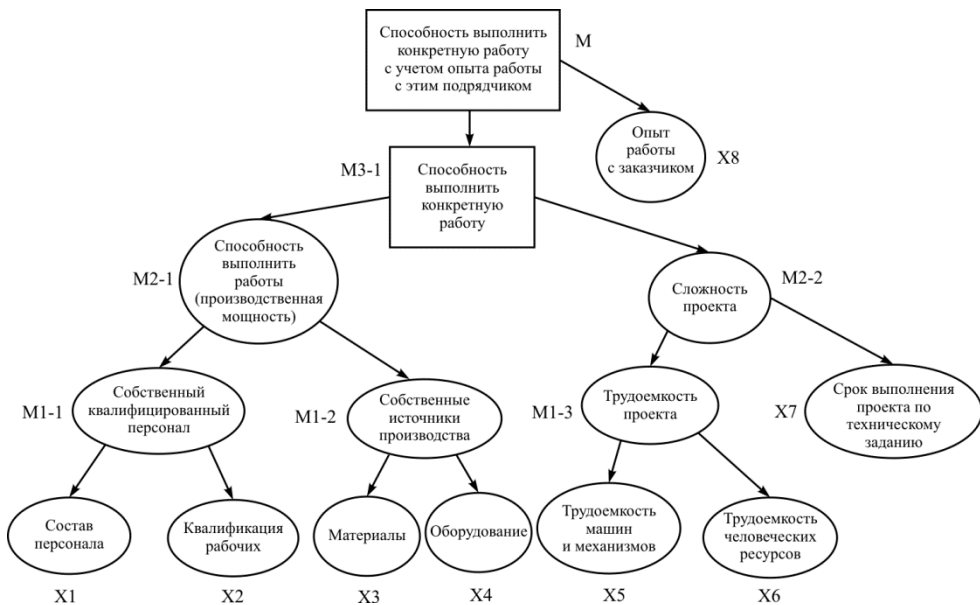 Способность выполнить
конкретную работу
с учетом опыта работы
с этим подрядчиком
M
Опыт
работы
с заказчиком
X8
M3-1
Способность
выполнить
конкретную
работу
M2-1
Способность
выполнить
работы
(производственная
мощность)
Сложность
проекта
M2-2
M1-1
Собственный
квалифицированный
персонал
M1-2
Собственные
источники
производства
M1-3
Трудоемкость
проекта
X7
Срок выполнения
проекта по
техническому
заданию
Состав
персонала
Квалификация
рабочих
Материалы
Оборудование
Трудоемкость
машин
и механизмов
Трудоемкость
человеческих
ресурсов
X1
X2
X3
X4
X5
X6